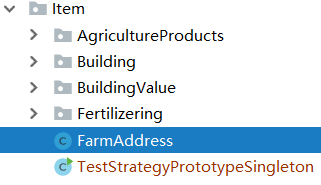 Item
AgricultureProducts
Building
BuildingValue
Fertilizering
FarmAddress
TestStrategyPrototypeSingleton